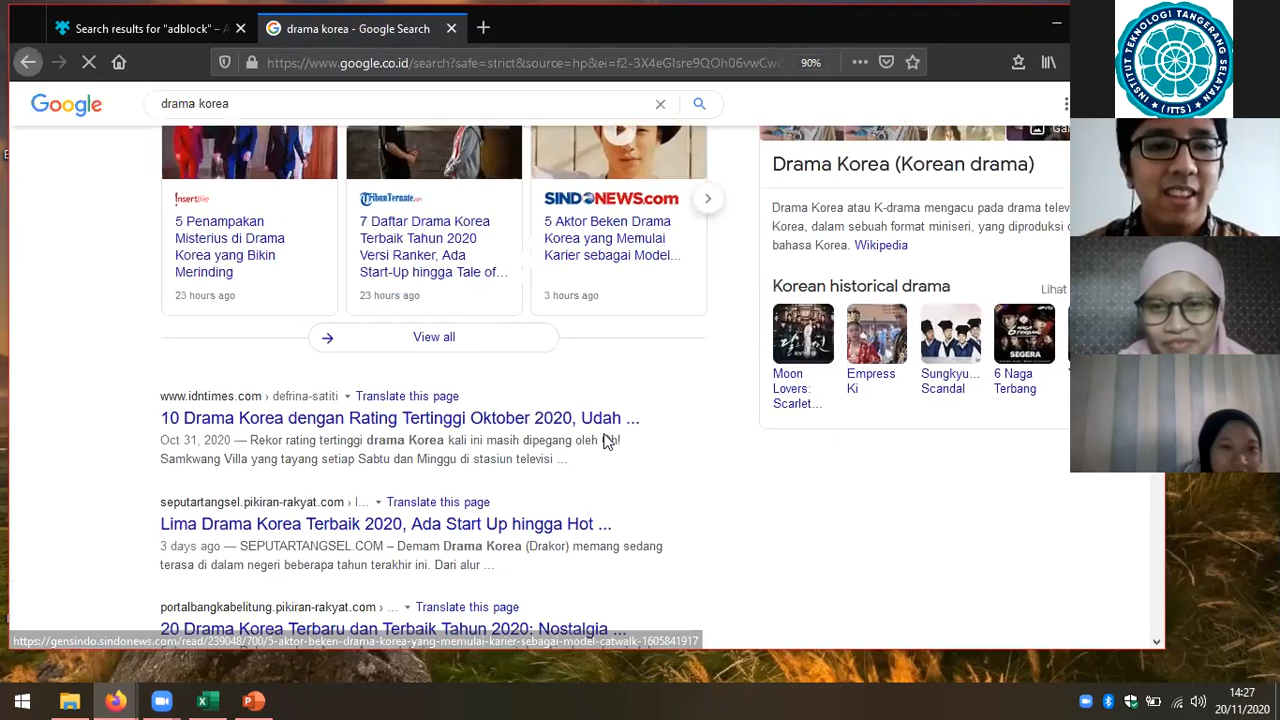 Search results for "adblock" – A
drama korea - Google Search
https://www.google.co.id/search?safe=strict&source=hp&ei=f2-3X4eGIsre9QOh06vwCw&
90%
Google
drama korea
Insertlive
5 Penampakan
Misterius di Drama
Korea yang Bikin
Merinding
23 hours ago
TribunTernate.com
7 Daftar Drama Korea
Terbaik Tahun 2020
Versi Ranker, Ada
Start-Up hingga Tale of...
23 hours ago
SINDONEWS.com
5 Aktor Beken Drama
Korea yang Memulai
Karier sebagai Model...
3 hours ago
View all
www.idntimes.com › defrina-satiti
Translate this page
10 Drama Korea dengan Rating Tertinggi Oktober 2020, Udah ...
Oct 31, 2020 — Rekor rating tertinggi drama Korea kali ini masih dipegang oleh
Samkwang Villa yang tayang setiap Sabtu dan Minggu di stasiun televisi ...
seputartangsel.pikiran-rakyat.com › l...
Translate this page
Lima Drama Korea Terbaik 2020, Ada Start Up hingga Hot ...
3 days ago — SEPUTARTANGSEL.COM – Demam Drama Korea (Drakor) memang sedang
terasa di dalam negeri beberapa tahun terakhir ini. Dari alur ...
portalbangkabelitung.pikiran-rakyat.com › ...
Translate this page
20 Drama Korea Terbaru dan Terbaik Tahun 2020: Nostalgia ...
https://gensindo.sindonews.com/read/239048/700/5-aktor-beken-drama-korea-yang-memulai-karier-sebagai-model-catwalk-1605841917
Drama Korea (Korean drama)
Drama Korea atau K-drama mengacu pada drama
Korea, dalam sebuah format miniseri, yang diproduksi
bahasa Korea. Wikipedia
Korean historical drama
Lihat
Moon
Lovers:
Scarlet...
Empress
Ki
Sungkyu...
Scandal
SEGERA
6 Naga
Terbang
INSTITUT TEKNOLOGI TANGERANG SELATAN
(ITTS)
14:27
20/11/2020